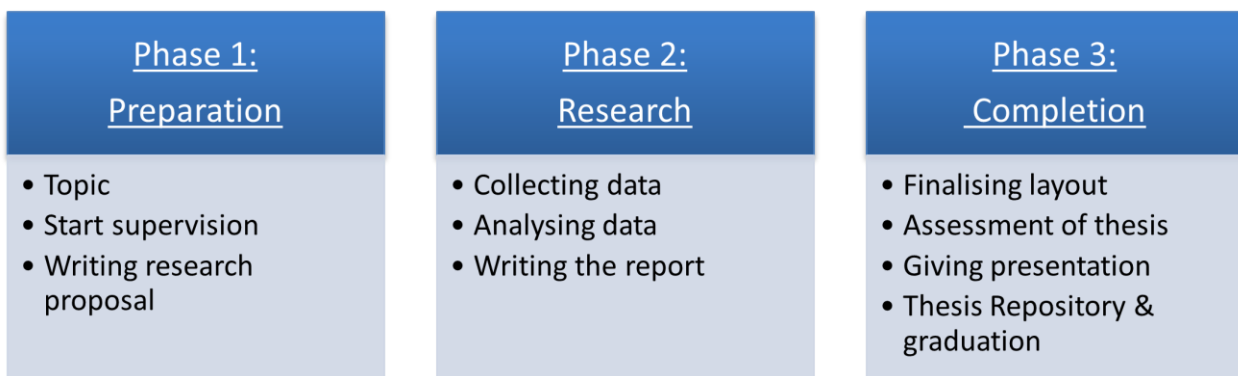 Phase 1:
Preparation
• Topic
• Start supervision
• Writing research
proposal
Phase 2:
Research
• Collecting data
• Analysing data
• Writing the report
Phase 3:
Completion
• Finalising layout
• Assessment of thesis
• Giving presentation
• Thesis Repository &
graduation